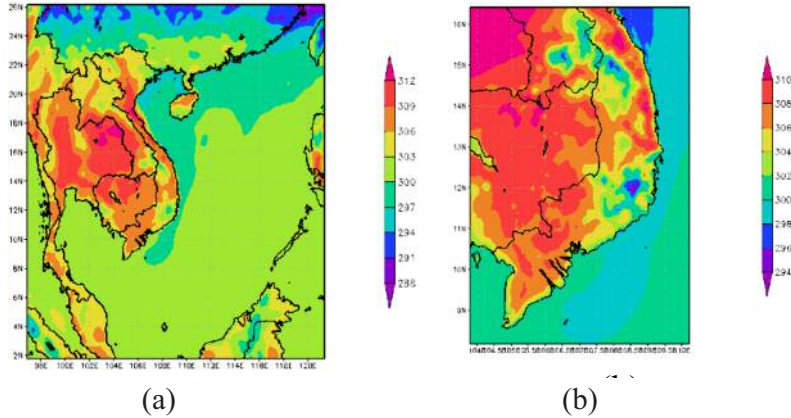 26N
24N
22N
20N
18N
16N
14N
12N
10N
8N
6N
4N
2N
98E 100E 102E 104E 106E 108E 110E 112E 114E 116E 118E 120E
312
309
306
303
300
297
294
291
288
16N
15N
14N
13N
12N
11N
10N
9N
310
308
306
304
302
300
298
296
294
(a)
(b)